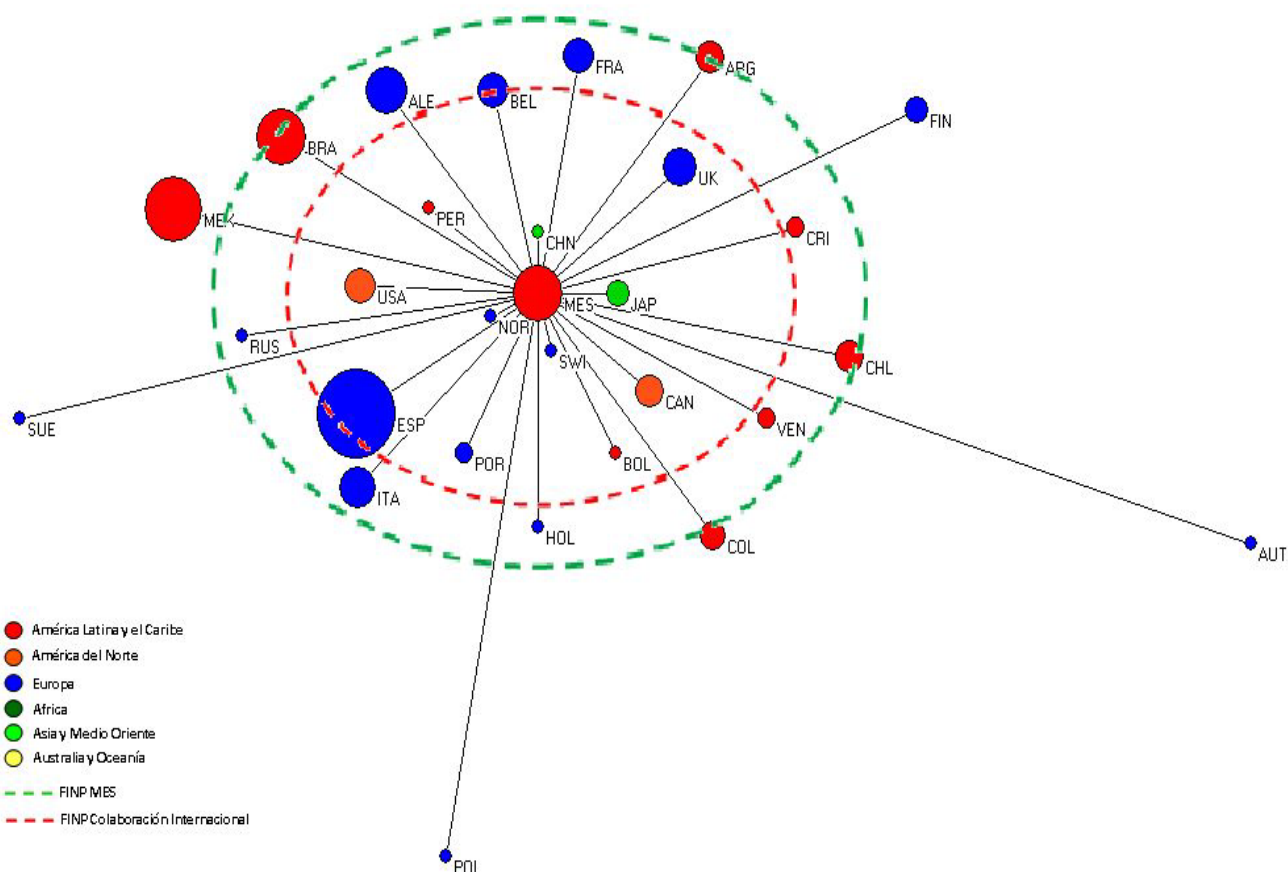 FRA
ARG
ALE
BEL
FIN
BRA
UK
PER
MEX
CHN
CRI
USA
MES
JAP
NOR
RUS
SWI
CHL
CAN
ESP
SUE
VEN
POR
BOL
ITA
HOL
COL
AUT
América Latina y el Caribe
América del Norte
Europa
Africa
Asia y Medio Oriente
Australia y Oceanía
FINP MES
FINP Colaboración Internacional
POL